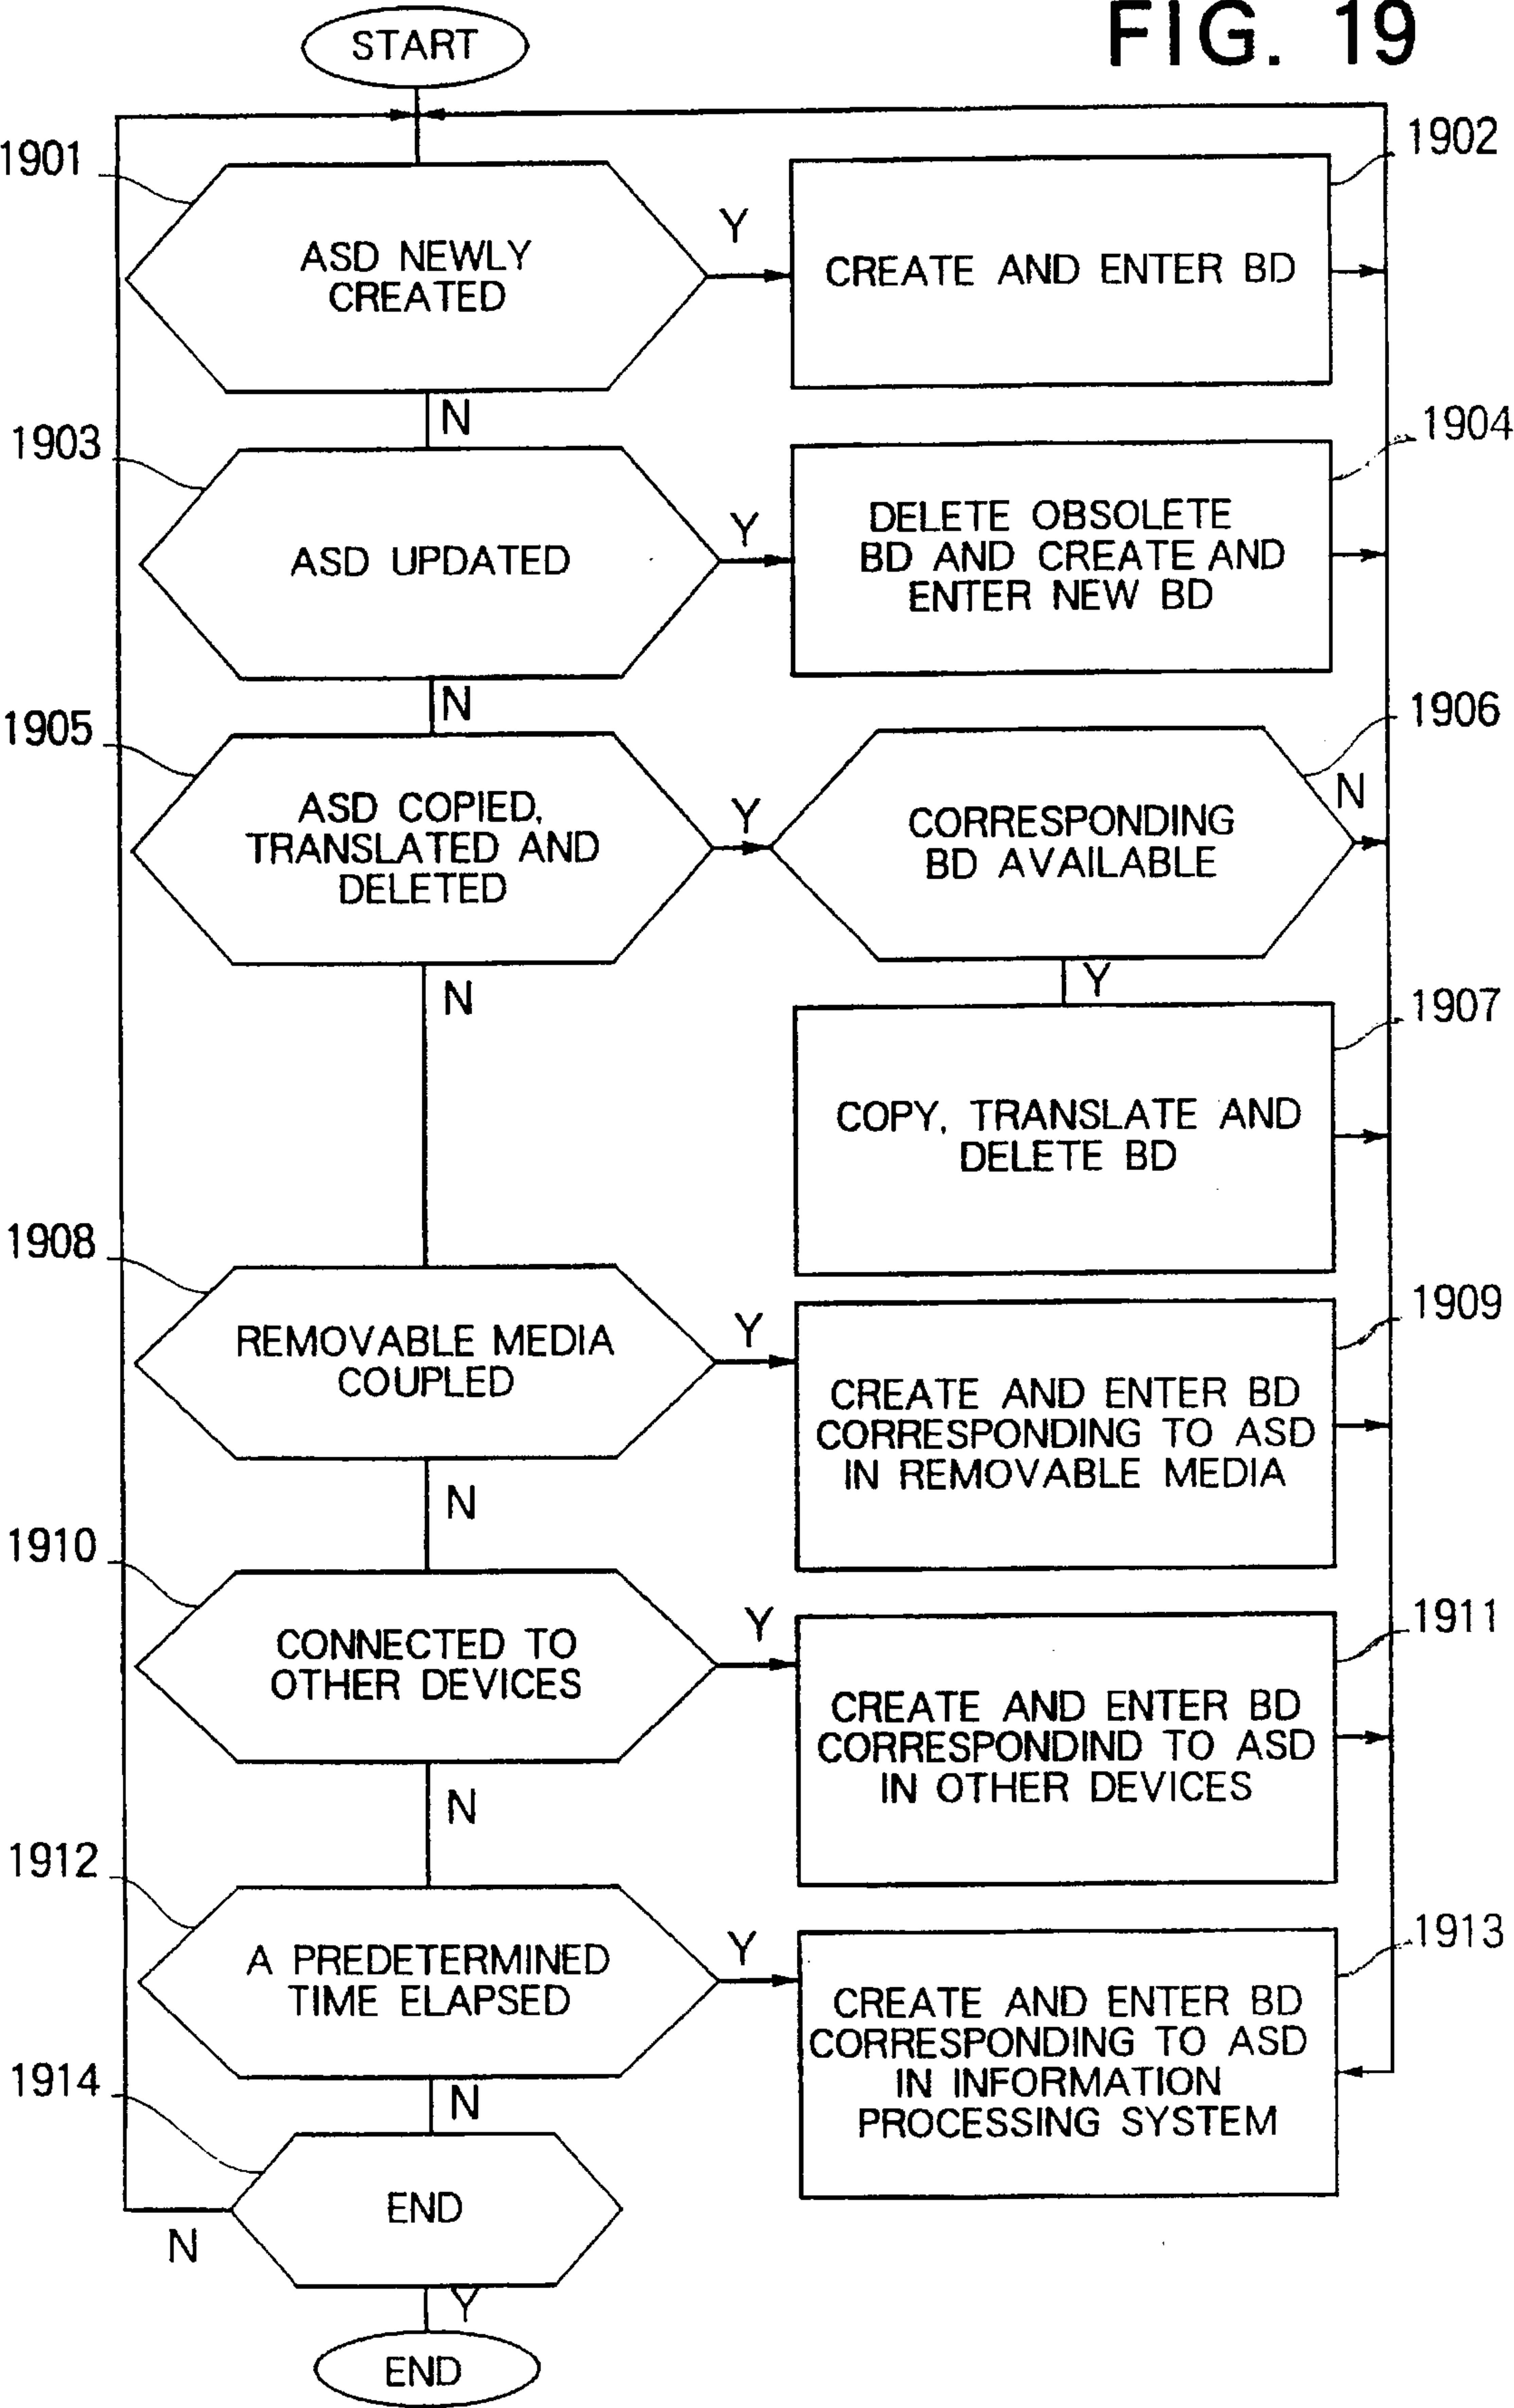 FIG. 19
START
1901
ASD NEWLY
CREATED
Y
1902
CREATE AND ENTER BD
N
1903
ASD UPDATED
Y
1904
DELETE OBSOLETE
BD AND CREATE AND
ENTER NEW BD
N
1905
ASD COPIED,
TRANSLATED AND
DELETED
Y
1906
CORRESPONDING
BD AVAILABLE
N
Y
N
1907
COPY, TRANSLATE AND
DELETE BD
1908
REMOVABLE MEDIA
COUPLED
Y
1909
CREATE AND ENTER BD
CORRESPONDING TO ASD
IN REMOVABLE MEDIA
N
1910
CONNECTED TO
OTHER DEVICES
Y
1911
CREATE AND ENTER BD
CORRESPONDIND TO ASD
IN OTHER DEVICES
N
1912
A PREDETERMINED
TIME ELAPSED
Y
1913
CREATE AND ENTER BD
CORRESPONDING TO ASD
IN INFORMATION
PROCESSING SYSTEM
N
1914
END
N
Y
END